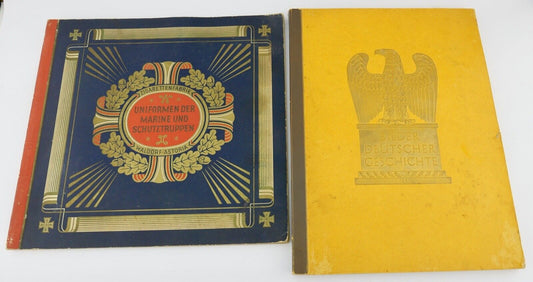 ZIGARETTENFABRIK
UNIFORMEN DER
MARINE UND
SCHUTZTRUPPEN
WALDORF-ASTORIA
DEUTSCHER
GESCHICHTE